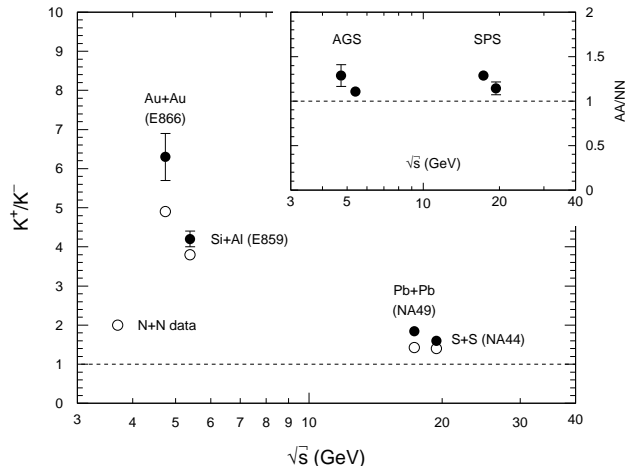 10
9
8
7
6
5
4
3
2
1
0
K⁺/K⁻
Au+Au
(E866)
Si+Al (E859)
N+N data
Pb+Pb
(NA49)
S+S (NA44)
3 4 5 6 7 8 9 10 20 40
√s (GeV)
AGS
SPS
2
1.5
1
0.5
0
AA/NN
√s (GeV)
3 5 10 20 40